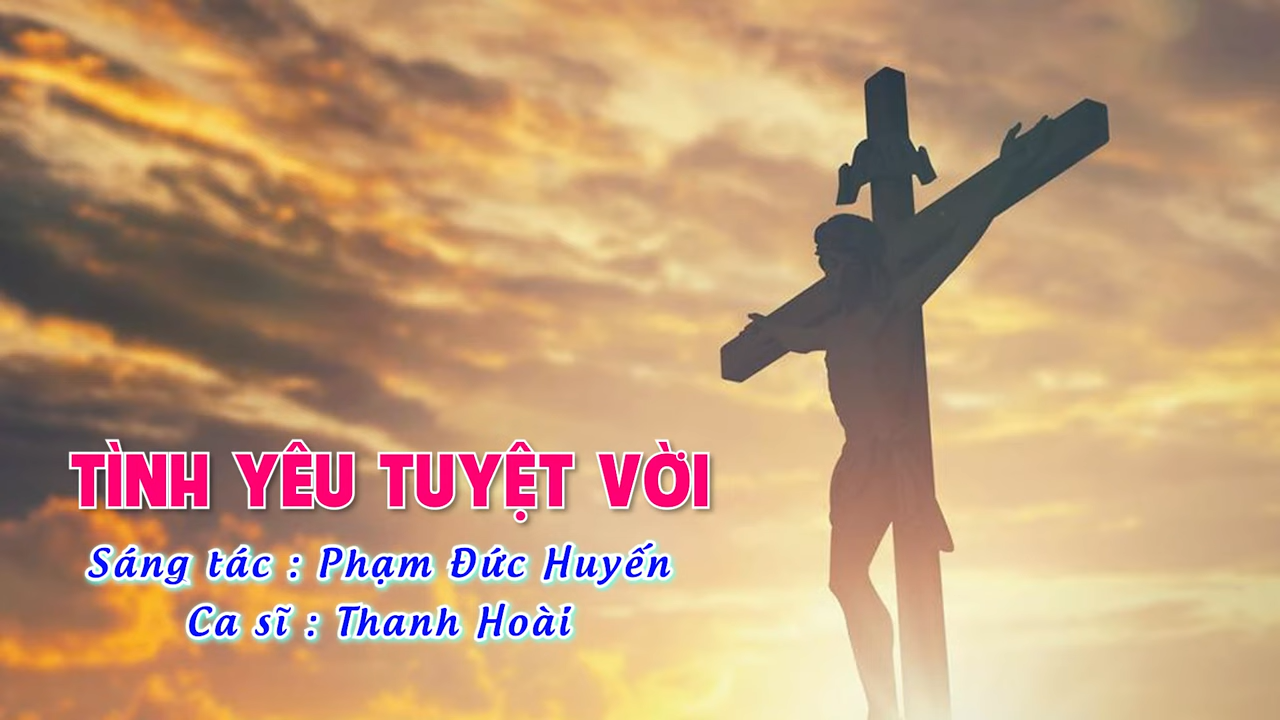 TÌNH YÊU TUYỆT VỜI
Sáng tác : Phạm Đức Huyến
Ca sĩ : Thanh Hoài